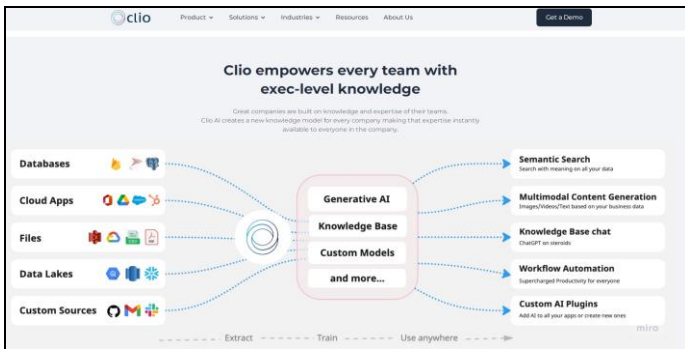 clio
Product
Solutions
Industries
Resources
About Us
Get a Demo
Clio empowers every team with
exec-level knowledge
Great companies are built on knowledge and expertise of their teams.
Clio AI creates a new knowledge model for every company making that expertise instantly
available to everyone in the company.
Databases
Cloud Apps
Files
Data Lakes
Custom Sources
Generative AI
Knowledge Base
Custom Models
and more...
Semantic Search
Search with meaning on all your data
Multimodal Content Generation
Images/Videos/Text based on your business data
Knowledge Base chat
ChatGPT on steroids
Workflow Automation
Supercharged Productivity for everyone
Custom AI Plugins
Add AI to all your apps or create new ones
miro
Extract
Train
Use anywhere